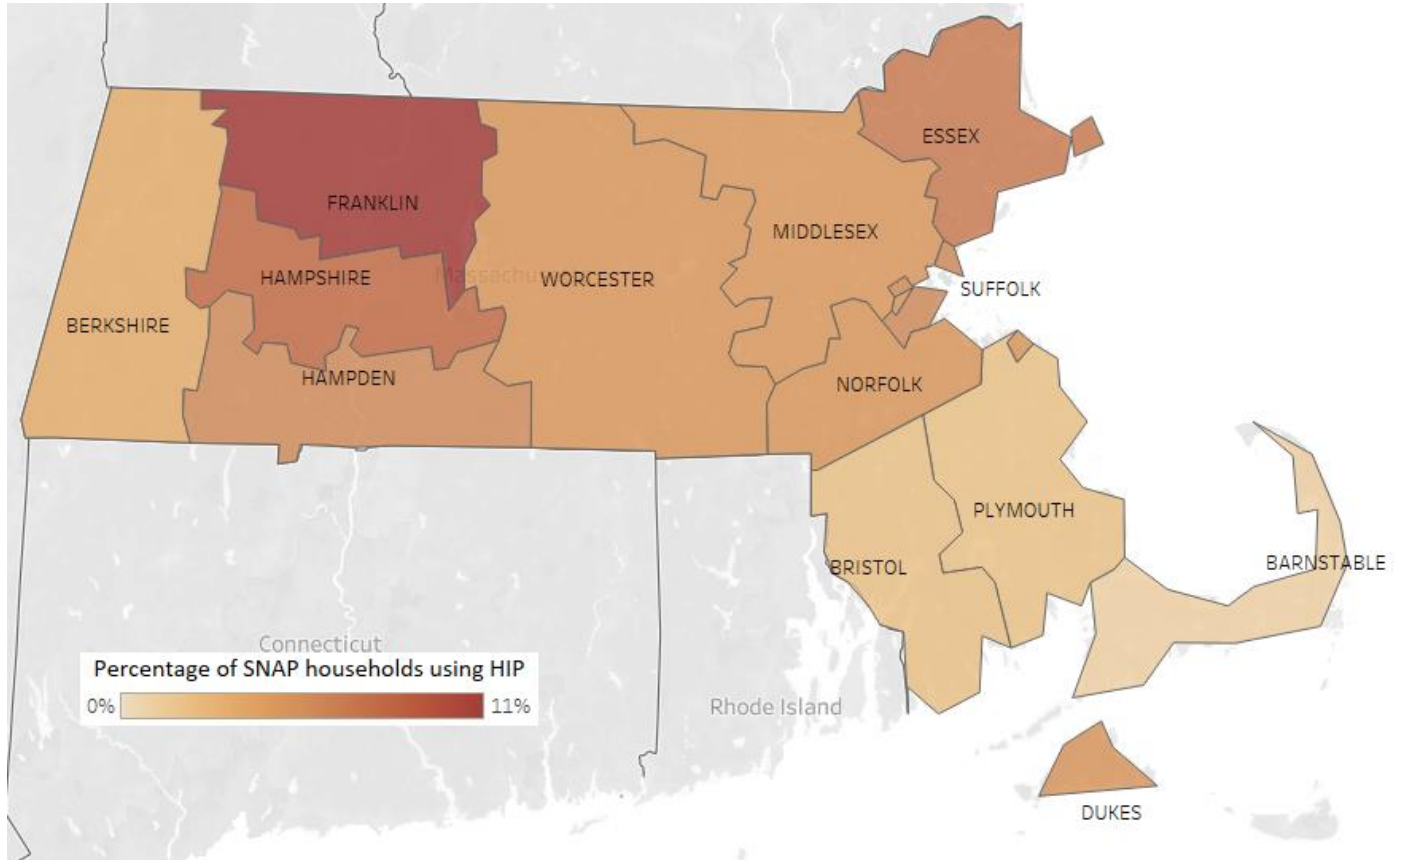 ESSEX
FRANKLIN
MIDDLESEX
HAMPSHIRE
Massachu
WORCESTER
SUFFOLK
BERKSHIRE
HAMPDEN
NORFOLK
PLYMOUTH
BRISTOL
BARNSTABLE
Connecticut
Percentage of SNAP households using HIP
0% 11%
Rhode Island
DUKES